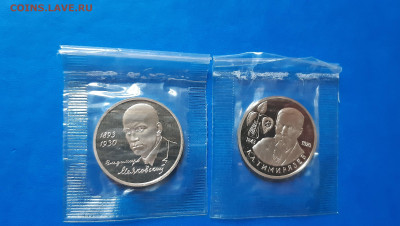 COINS.LAVE.RU
1893
1930
Владимир
Маяковский
К.А.ТИМИРЯЗЕВ